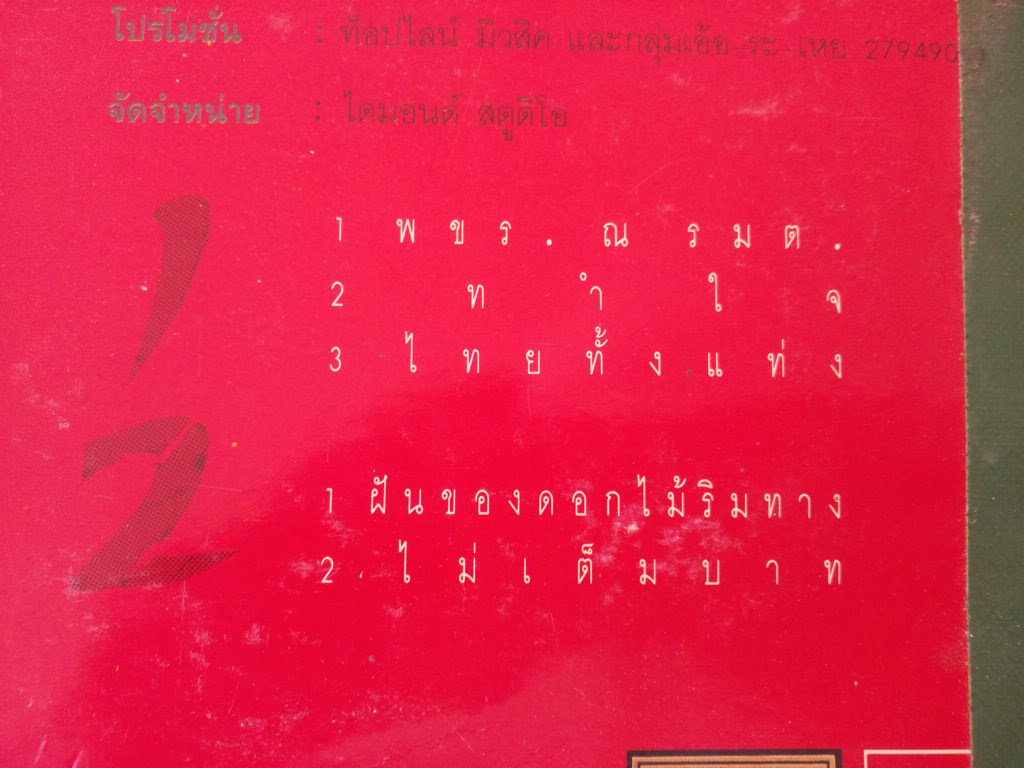 โปรโมชั่น : ท็อปไลน์ มิวสิค และกลุ่มเอ้อ-ระ-เหย 279490
จัดจำหน่าย : ไดมอนด์ สตูดิโอ
1
1 พขร. ณ รมต.
2 ทำใจ
3 ไทยทั้งแท่ง
2
1 ฝันของดอกไม้ริมทาง
2 ไม่เต็มบาท